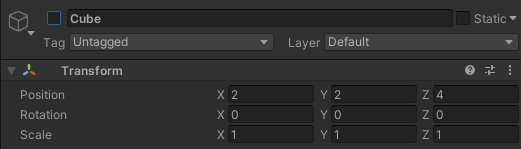 Cube Static
Tag Untagged Layer Default
Transform
Position X 2 Y 2 Z 4
Rotation X 0 Y 0 Z 0
Scale X 1 Y 1 Z 1